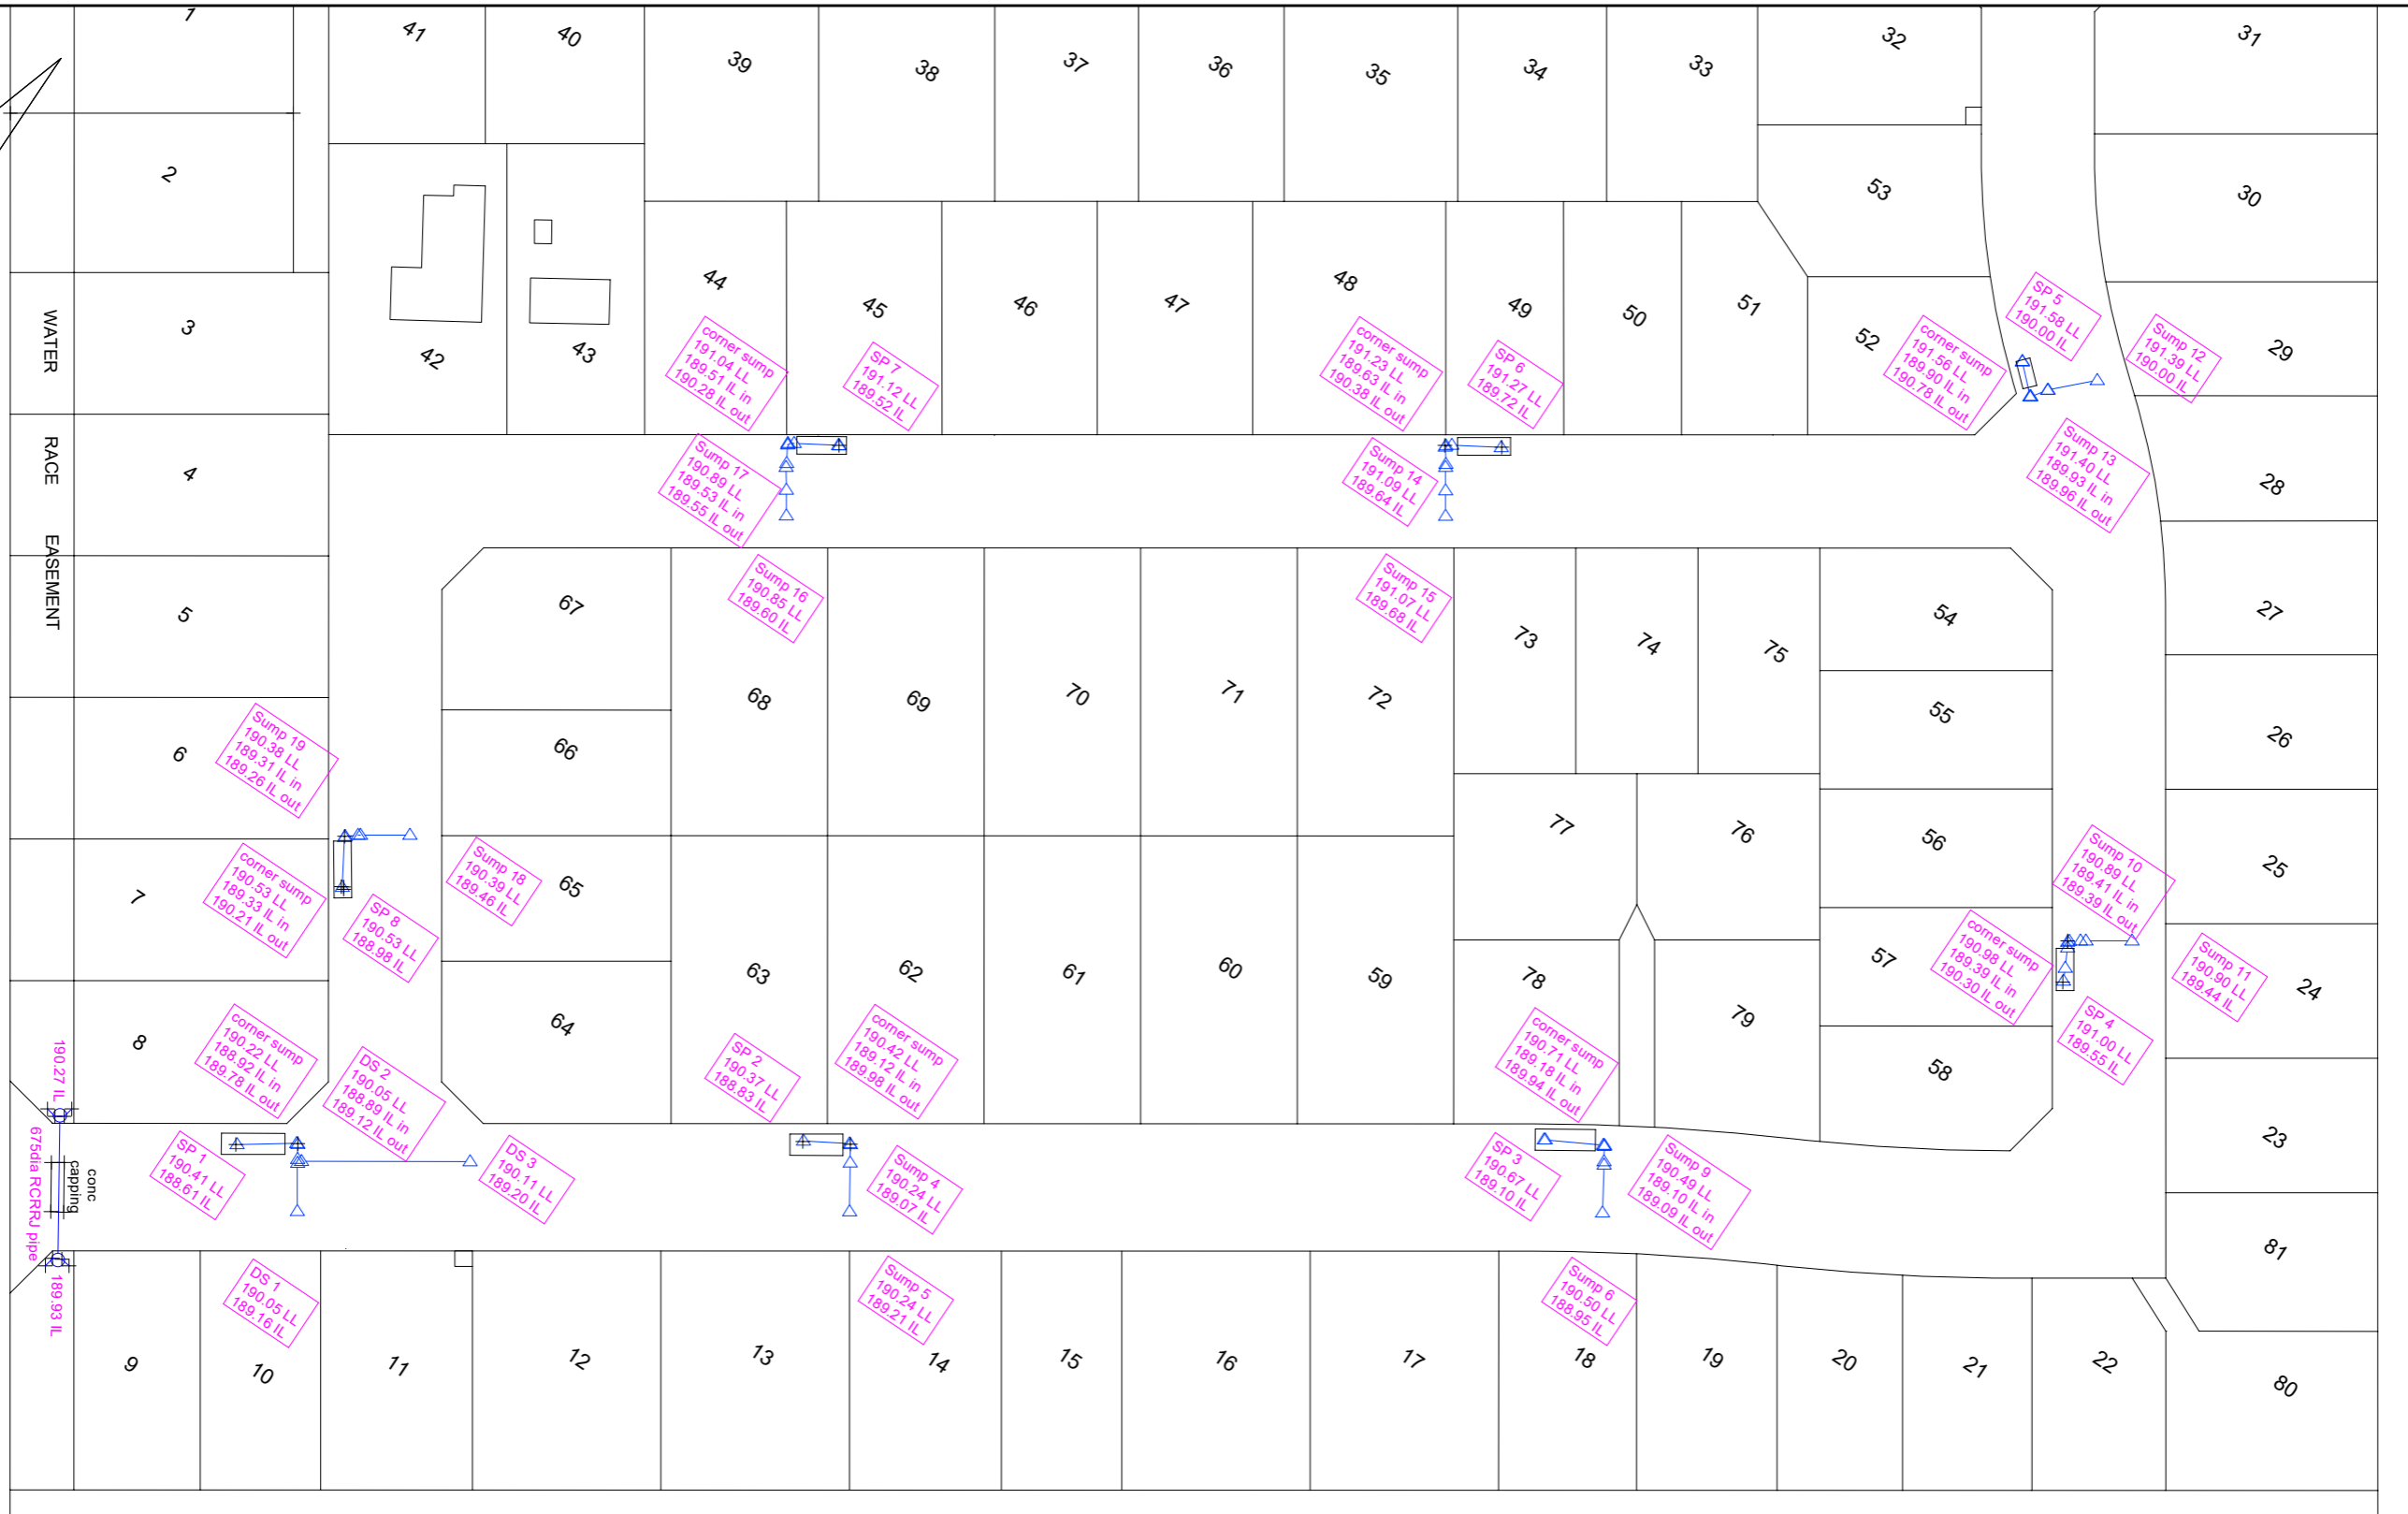 1
41
40
39
38
37
36
35
34
33
32
31
2
53
30
WATER
RACE
EASEMENT
3
42
43
44
45
46
47
48
49
50
51
52
29
corner sump
191.04 LL
189.51 IL in
190.28 IL out
SP 7
191.12 LL
189.52 IL
corner sump
191.23 LL
189.63 IL in
190.38 IL out
SP 6
191.27 LL
189.72 IL
corner sump
191.56 LL
189.90 IL in
190.78 IL out
SP 5
191.58 LL
190.00 IL
Sump 12
191.39 LL
190.00 IL
4
Sump 17
190.89 LL
189.53 IL in
189.55 IL out
Sump 14
191.09 LL
189.64 IL
Sump 13
191.40 LL
189.93 IL in
189.96 IL out
28
5
67
Sump 16
190.85 LL
189.60 IL
Sump 15
191.07 LL
189.68 IL
73
74
75
54
27
6
Sump 19
190.38 LL
189.31 IL in
189.26 IL out
66
68
69
70
71
72
55
26
7
corner sump
190.53 LL
189.33 IL in
190.21 IL out
SP 8
190.53 LL
188.98 IL
Sump 18
190.39 LL
189.46 IL
65
77
76
56
Sump 10
190.89 LL
189.41 IL in
189.39 IL out
25
64
63
62
61
60
59
78
79
57
corner sump
190.98 LL
189.39 IL in
190.30 IL out
SP 4
191.00 LL
189.55 IL
Sump 11
190.90 LL
189.44 IL
24
8
corner sump
190.22 LL
188.92 IL in
189.78 IL out
DS 2
190.05 LL
188.89 IL in
189.12 IL out
SP 2
190.37 LL
188.83 IL
corner sump
190.42 LL
189.12 IL in
189.98 IL out
corner sump
190.71 LL
189.18 IL in
189.94 IL out
58
23
190.27 IL
675dia RCRRJ pipe
189.93 IL
conc
capping
SP 1
190.41 LL
188.61 IL
DS 3
190.11 LL
189.20 IL
Sump 4
190.24 LL
189.07 IL
SP 3
190.67 LL
189.10 IL
Sump 9
190.49 LL
189.10 IL in
189.09 IL out
81
DS 1
190.05 LL
189.16 IL
Sump 5
190.24 LL
189.21 IL
Sump 6
190.50 LL
188.95 IL
9
10
11
12
13
14
15
16
17
18
19
20
21
22
80